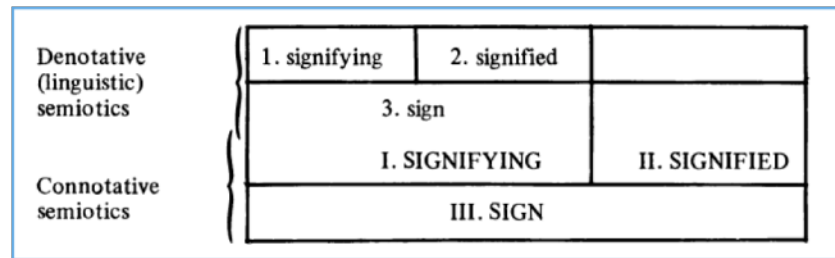 Denotative
(linguistic)
semiotics
1. signifying
2. signified
3. sign
I. SIGNIFYING
II. SIGNIFIED
Connotative
semiotics
III. SIGN